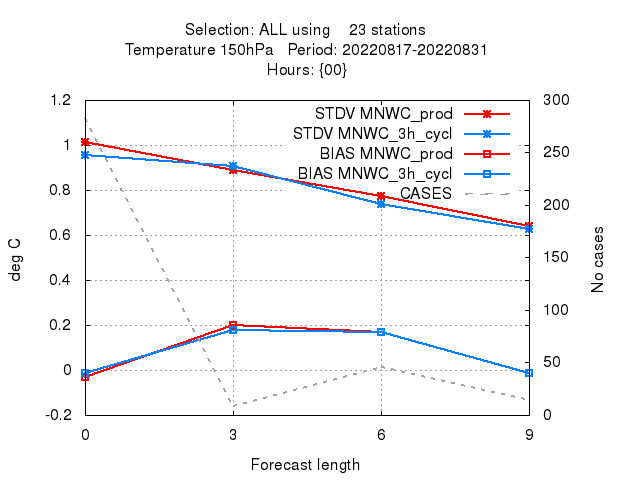 Selection: ALL using    23 stations
Temperature 150hPa   Period: 20220817-20220831
Hours: {00}
STDV MNWC_prod
STDV MNWC_3h_cycl
BIAS MNWC_prod
BIAS MNWC_3h_cycl
CASES
deg C
1.2
1
0.8
0.6
0.4
0.2
0
-0.2
300
250
200
150
100
50
0
No cases
0 3 6 9
Forecast length